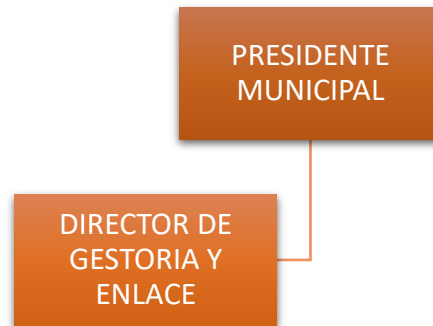 PRESIDENTE
MUNICIPAL
DIRECTOR DE
GESTORIA Y
ENLACE